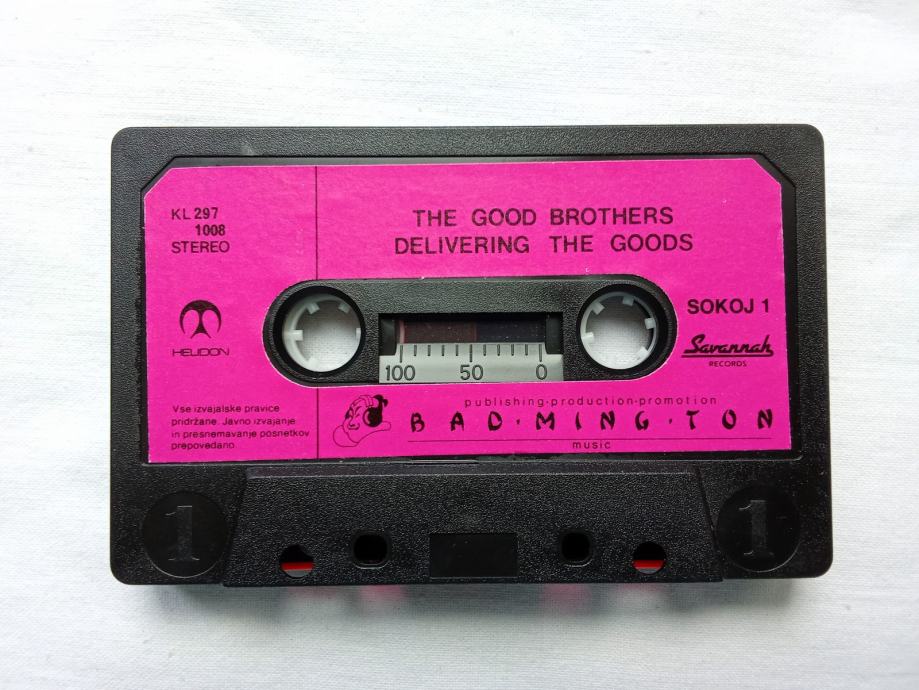 KL 297
1008
STEREO
THE GOOD BROTHERS
DELIVERING THE GOODS
HELIDON
SOKOJ 1
Savannah
RECORDS
100 50 0
Vse izvajalske pravice
pridržane. Javno izvajanje
in presnemavanje posnetkov
prepovedano.
publishing·production·promotion
BAD·MING·TON
music
1 1